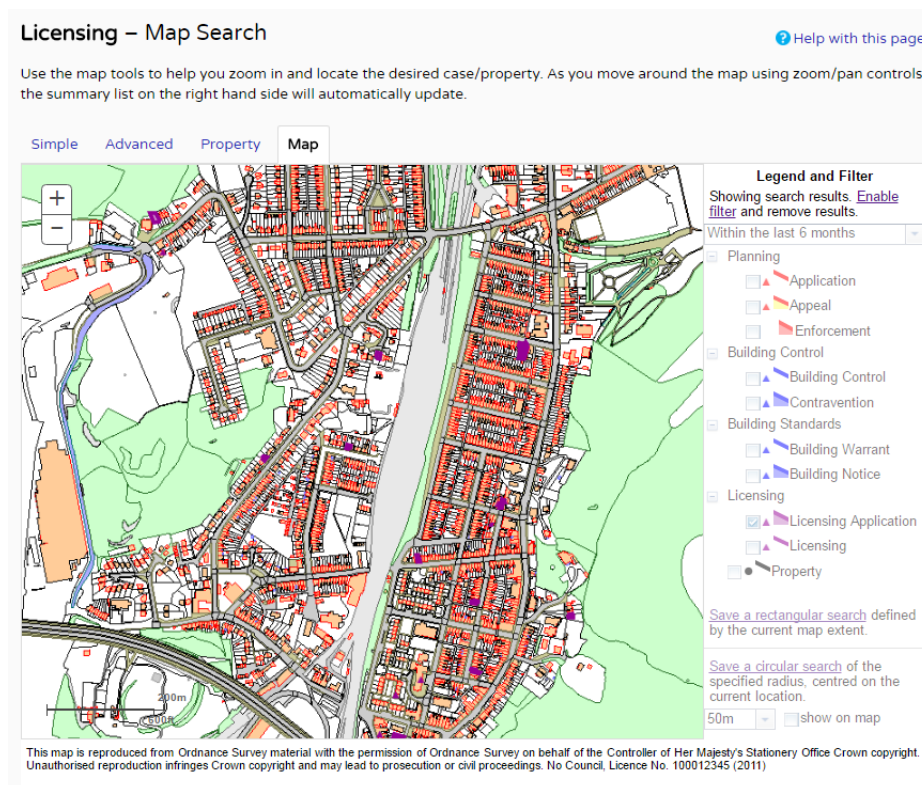 Licensing – Map Search
Help with this page
Use the map tools to help you zoom in and locate the desired case/property. As you move around the map using zoom/pan controls
the summary list on the right hand side will automatically update.
Simple Advanced Property Map
+
−
Legend and Filter
Showing search results. Enable
filter and remove results.
Within the last 6 months
Planning
Application
Appeal
Enforcement
Building Control
Building Control
Contravention
Building Standards
Building Warrant
Building Notice
Licensing
Licensing Application
Licensing
Property
Save a rectangular search defined
by the current map extent.
Save a circular search of the
specified radius, centred on the
current location.
50m show on map
200m
600ft
This map is reproduced from Ordnance Survey material with the permission of Ordnance Survey on behalf of the Controller of Her Majesty's Stationery Office Crown copyright.
Unauthorised reproduction infringes Crown copyright and may lead to prosecution or civil proceedings. No Council, Licence No. 100012345 (2011)